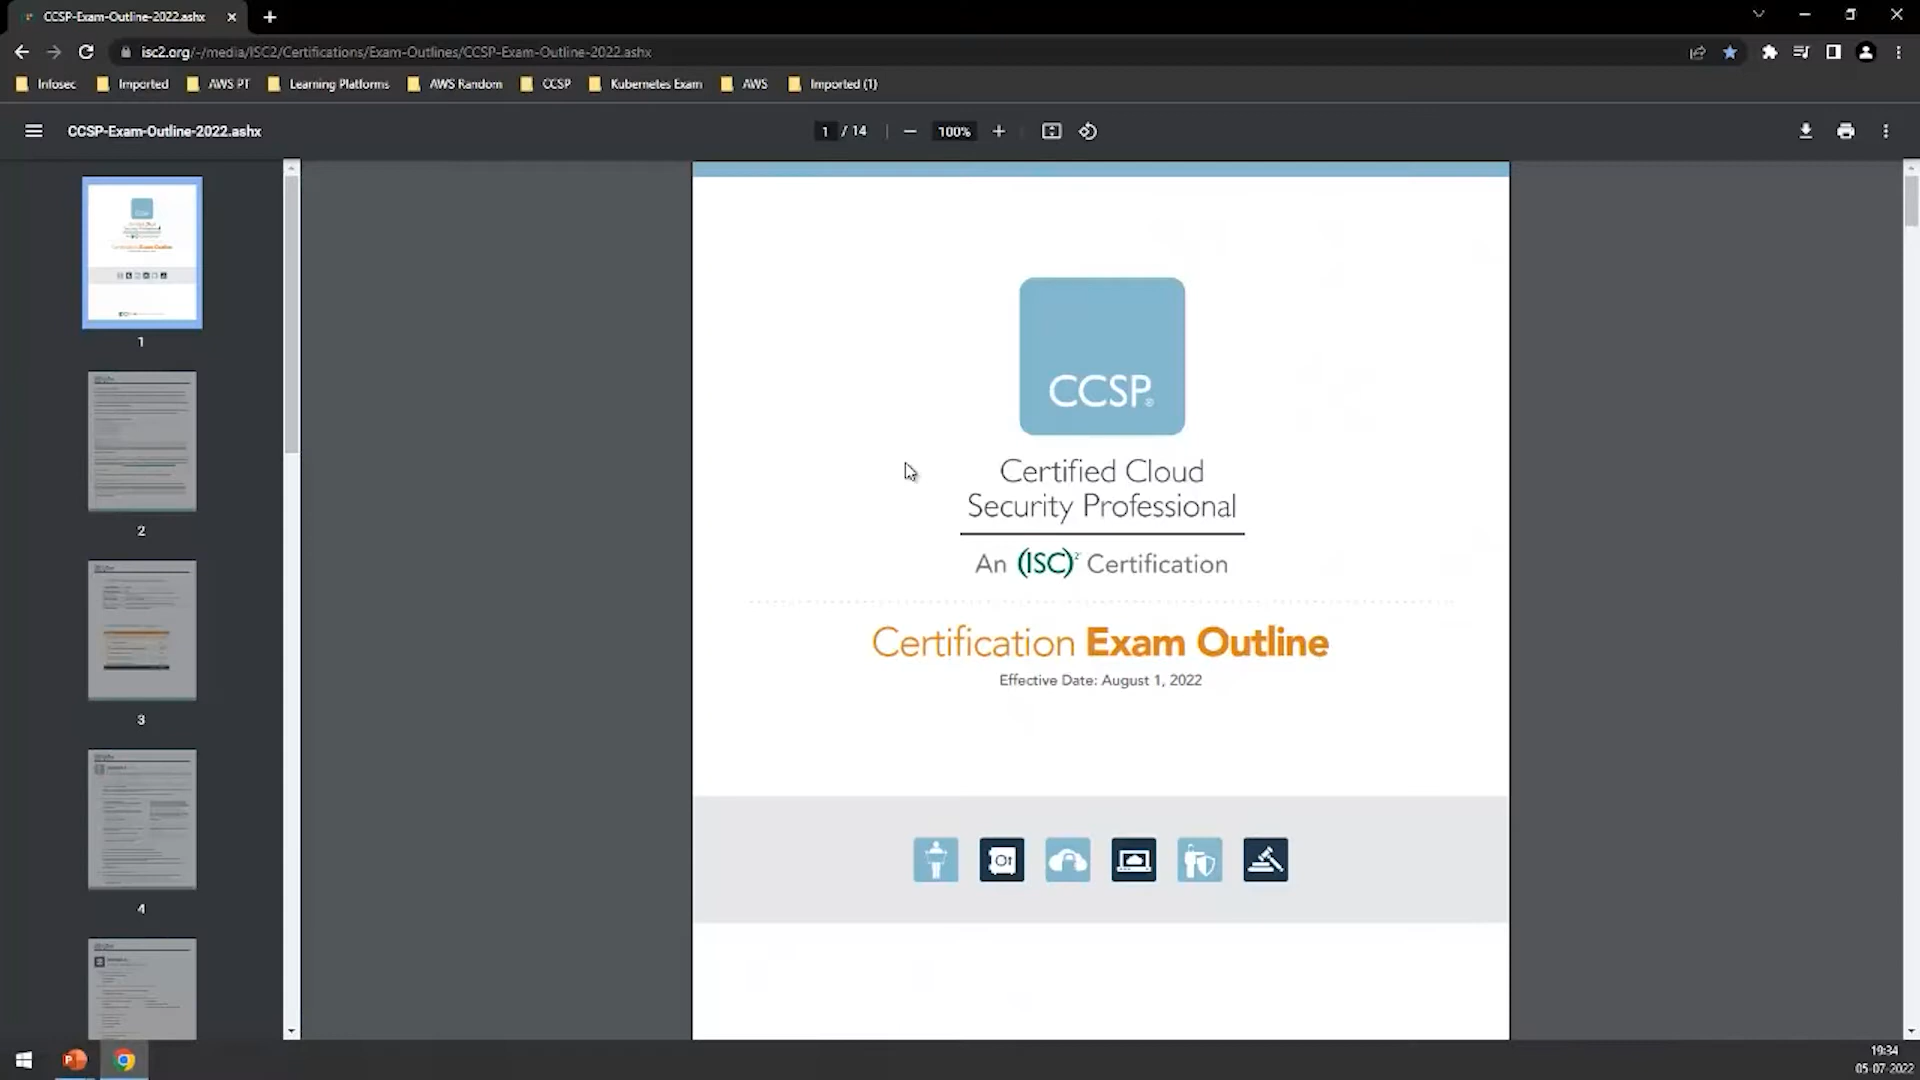 CCSP-Exam-Outline-2022.ashx
isc2.org/-/media/ISC2/Certifications/Exam-Outlines/CCSP-Exam-Outline-2022.ashx
Infosec Imported AWS PT Learning Platforms AWS Random CCSP Kubernetes Exam AWS Imported (1)
CCSP-Exam-Outline-2022.ashx 1 / 14 100%
1
2
3
4
CCSP®
Certified Cloud
Security Professional
An (ISC)² Certification
Certification Exam Outline
Effective Date: August 1, 2022
19:34
05-07-2022